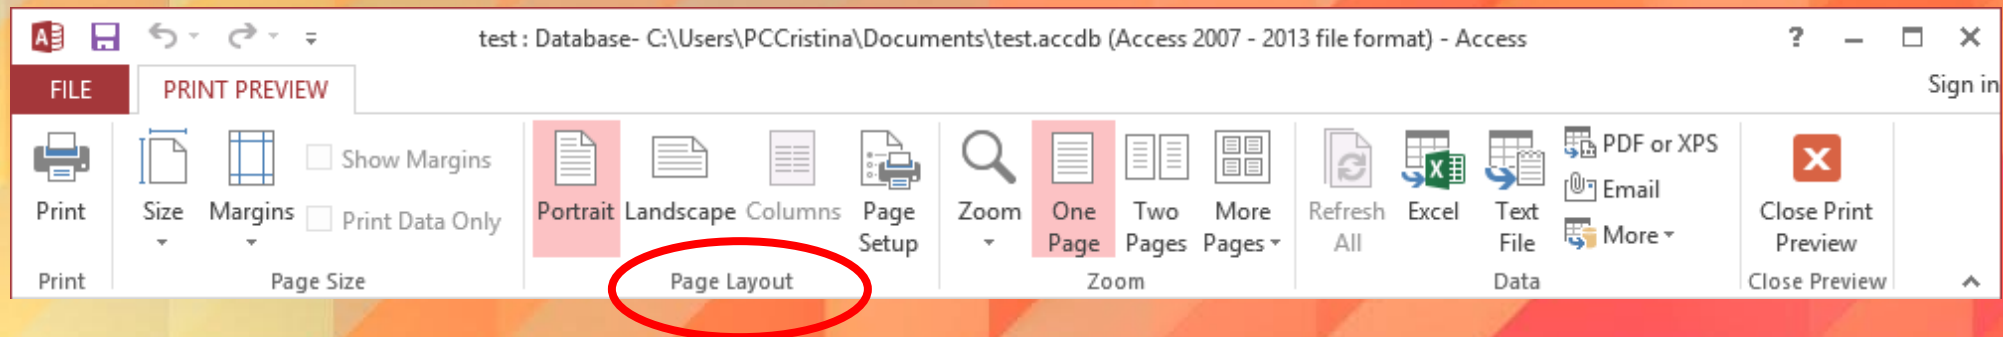 test : Database- C:\Users\PCCristina\Documents\test.accdb (Access 2007 - 2013 file format) - Access
FILE
PRINT PREVIEW
Sign in
Print
Size
Margins
Show Margins
Print Data Only
Portrait
Landscape
Columns
Page
Setup
Zoom
One
Page
Two
Pages
More
Pages
Refresh
All
Excel
Text
File
PDF or XPS
Email
More
Close Print
Preview
Print
Page Size
Page Layout
Zoom
Data
Close Preview